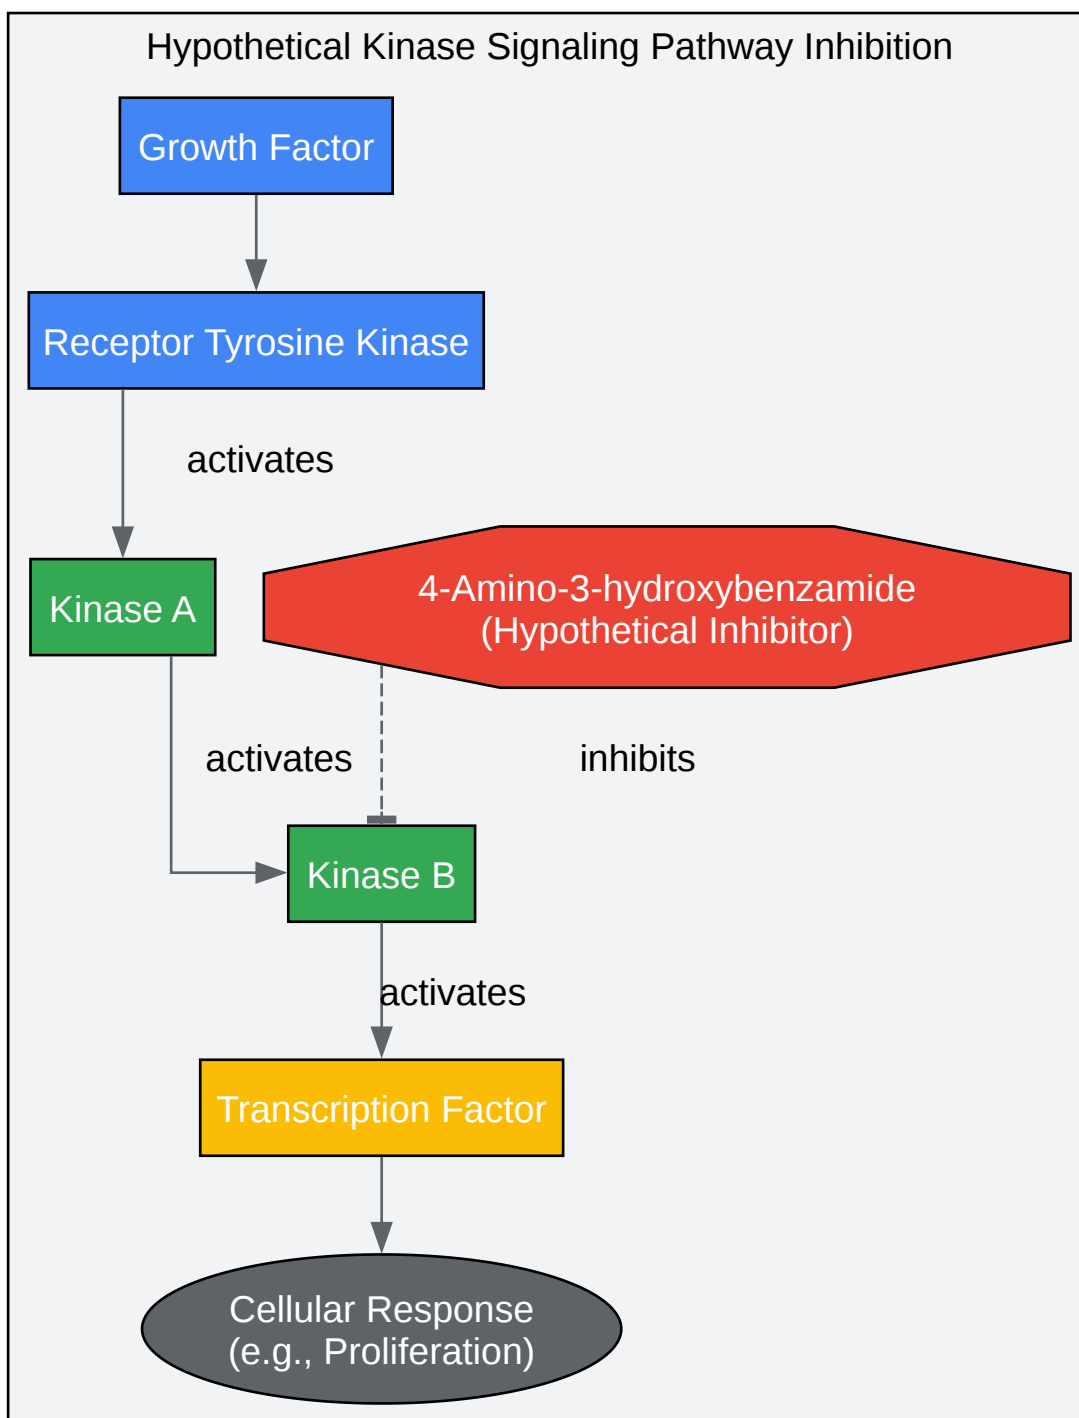 Hypothetical Kinase Signaling Pathway Inhibition
Growth Factor
Receptor Tyrosine Kinase
activates
4-Amino-3-hydroxybenzamide
(Hypothetical Inhibitor)
Kinase A
activates
inhibits
Kinase B
activates
Transcription Factor
Cellular Response
(e.g., Proliferation)